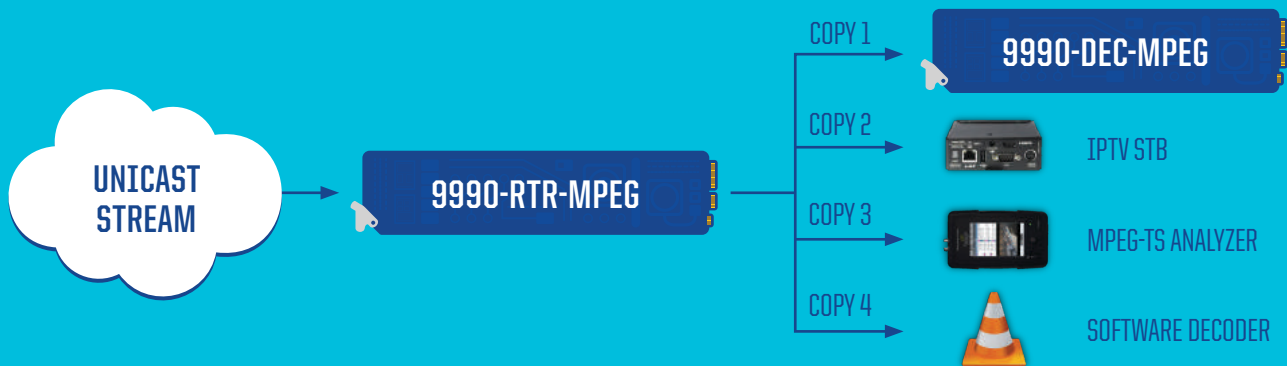 UNICAST
STREAM
9990-RTR-MPEG
COPY 1
9990-DEC-MPEG
COPY 2
IPTV STB
COPY 3
MPEG-TS ANALYZER
COPY 4
SOFTWARE DECODER